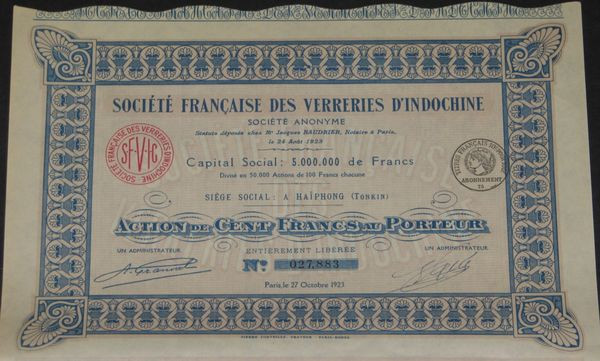 SOCIÉTÉ FRANÇAISE DES VERRERIES D'INDOCHINE
SOCIÉTÉ ANONYME
Statuts déposés chez Me Jacques BAUDRIER, Notaire à Paris,
le 24 Août 1923
SOCIÉTÉ FRANÇAISE DES VERRERIES D'INDOCHINE
SFVIC
Capital Social: 5.000.000 de Francs
Divisé en 50.000 Actions de 100 Francs chacune
TITRES FRANÇAIS
ABONNEMENT
SIÈGE SOCIAL: A HAÏPHONG (TONKIN)
ACTION DE CENT FRANCS AU PORTEUR
UN ADMINISTRATEUR
ENTIÈREMENT LIBÉRÉE
UN ADMINISTRATEUR
No. 027,883
Paris, le 27 Octobre 1923